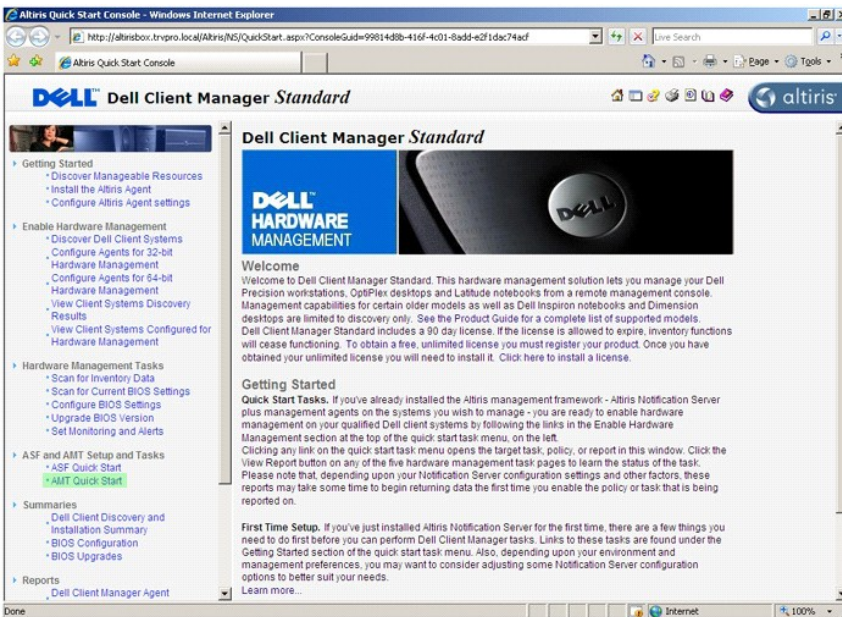 Altiris Quick Start Console - Windows Internet Explorer
http://altirisbox.trvpro.local/Altiris/NS/QuickStart.aspx?ConsoleGuid=99814d8b-416f-4c01-8add-e2f1dac74acf
Live Search
Altiris Quick Start Console
Page
Tools
DELL™ Dell Client Manager Standard
altiris
Getting Started
Discover Manageable Resources
Install the Altiris Agent
Configure Altiris Agent settings
Enable Hardware Management
Discover Dell Client Systems
Configure Agents for 32-bit
Hardware Management
Configure Agents for 64-bit
Hardware Management
View Client Systems Discovery
Results
View Client Systems Configured for
Hardware Management
Hardware Management Tasks
Scan for Inventory Data
Scan for Current BIOS Settings
Configure BIOS Settings
Upgrade BIOS Version
Set Monitoring and Alerts
ASF and AMT Setup and Tasks
ASF Quick Start
AMT Quick Start
Summaries
Dell Client Discovery and
Installation Summary
BIOS Configuration
BIOS Upgrades
Reports
Dell Client Manager Agent
Dell Client Manager Standard
DELL™
HARDWARE
MANAGEMENT
DELL
Welcome
Welcome to Dell Client Manager Standard. This hardware management solution lets you manage your Dell
Precision workstations, OptiPlex desktops and Latitude notebooks from a remote management console.
Management capabilities for certain older models as well as Dell Inspiron notebooks and Dimension
desktops are limited to discovery only. See the Product Guide for a complete list of supported models.
Dell Client Manager Standard includes a 90 day license. If the license is allowed to expire, inventory functions
will cease functioning. To obtain a free, unlimited license you must register your product. Once you have
obtained your unlimited license you will need to install it. Click here to install a license.
Getting Started
Quick Start Tasks. If you've already installed the Altiris management framework - Altiris Notification Server
plus management agents on the systems you wish to manage - you are ready to enable hardware
management on your qualified Dell client systems by following the links in the Enable Hardware
Management section at the top of the quick start task menu, on the left.
Clicking any link on the quick start task menu opens the target task, policy, or report in this window. Click the
View Report button on any of the five hardware management task pages to learn the status of the task.
Please note that, depending upon your Notification Server configuration settings and other factors, these
reports may take some time to begin returning data the first time you enable the policy or task that is being
reported on.
First Time Setup. If you've just installed Altiris Notification Server for the first time, there are a few things you
need to do first before you can perform Dell Client Manager tasks. Links to these tasks are found under the
Getting Started section of the quick start task menu. Also, depending upon your environment and
management preferences, you may want to consider adjusting some Notification Server configuration
options to better suit your needs.
Learn more...
Done
Internet
100%